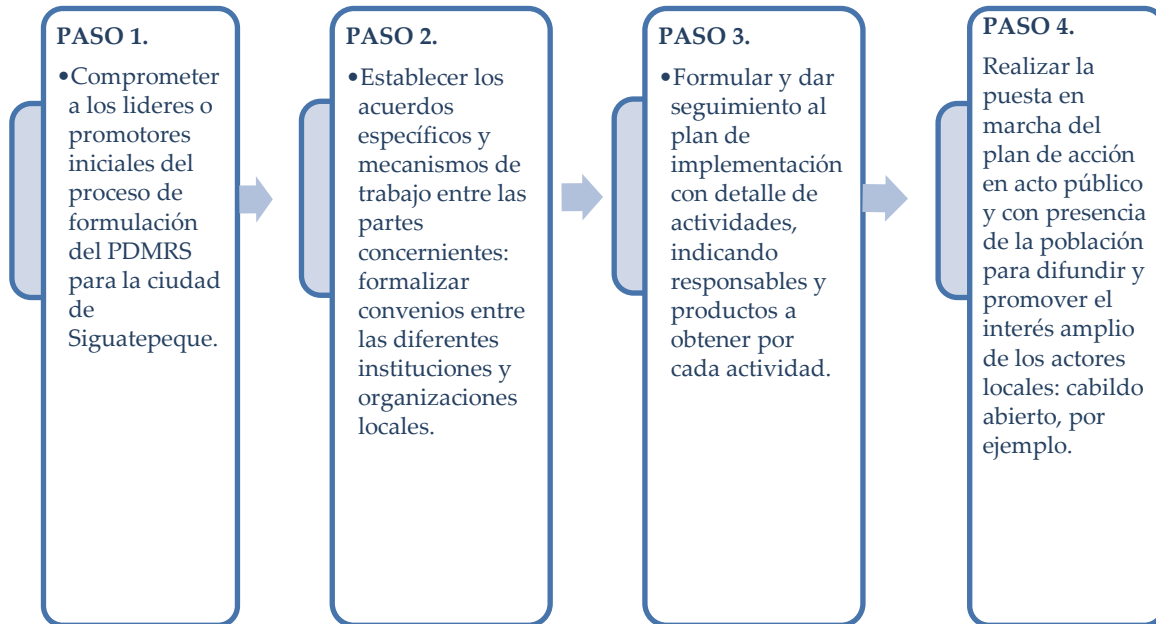 PASO 1.
•Comprometer
a los lideres o
promotores
iniciales del
proceso de
formulación
del PDMRS
para la ciudad
de
Siguatepeque.
PASO 2.
•Establecer los
acuerdos
específicos y
mecanismos de
trabajo entre las
partes
concernientes:
formalizar
convenios entre
las diferentes
instituciones y
organizaciones
locales.
PASO 3.
•Formular y dar
seguimiento al
plan de
implementación
con detalle de
actividades,
indicando
responsables y
productos a
obtener por
cada actividad.
PASO 4.
Realizar la
puesta en
marcha del
plan de acción
en acto público
y con presencia
de la población
para difundir y
promover el
interés amplio
de los actores
locales: cabildo
abierto, por
ejemplo.